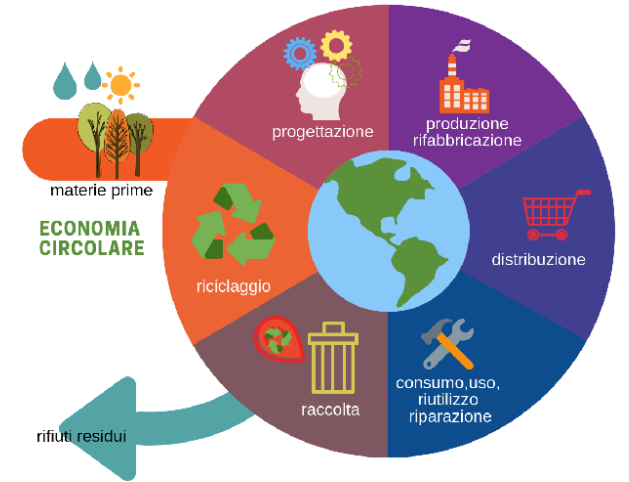 progettazione
produzione
rifabbricazione
materie prime
ECONOMIA
CIRCOLARE
distribuzione
riciclaggio
consumo,uso,
riutilizzo
riparazione
raccolta
rifiuti residui